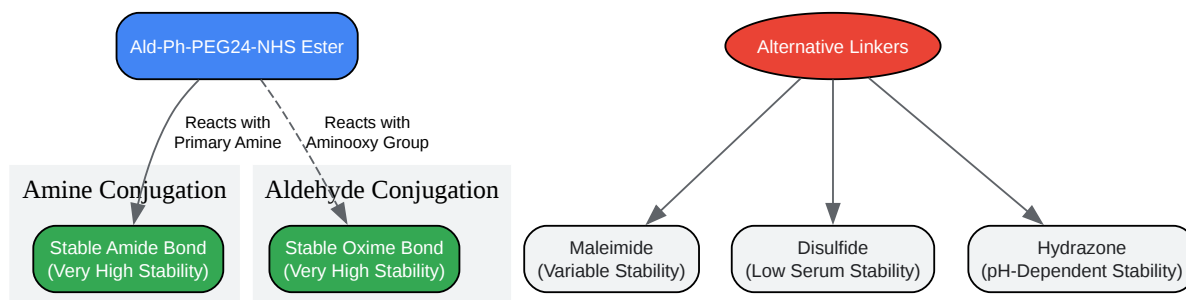 Ald-Ph-PEG24-NHS Ester
Alternative Linkers
Reacts with
Primary Amine
Reacts with
Aminooxy Group
Amine Conjugation
Aldehyde Conjugation
Stable Amide Bond
(Very High Stability)
Stable Oxime Bond
(Very High Stability)
Maleimide
(Variable Stability)
Disulfide
(Low Serum Stability)
Hydrazone
(pH-Dependent Stability)